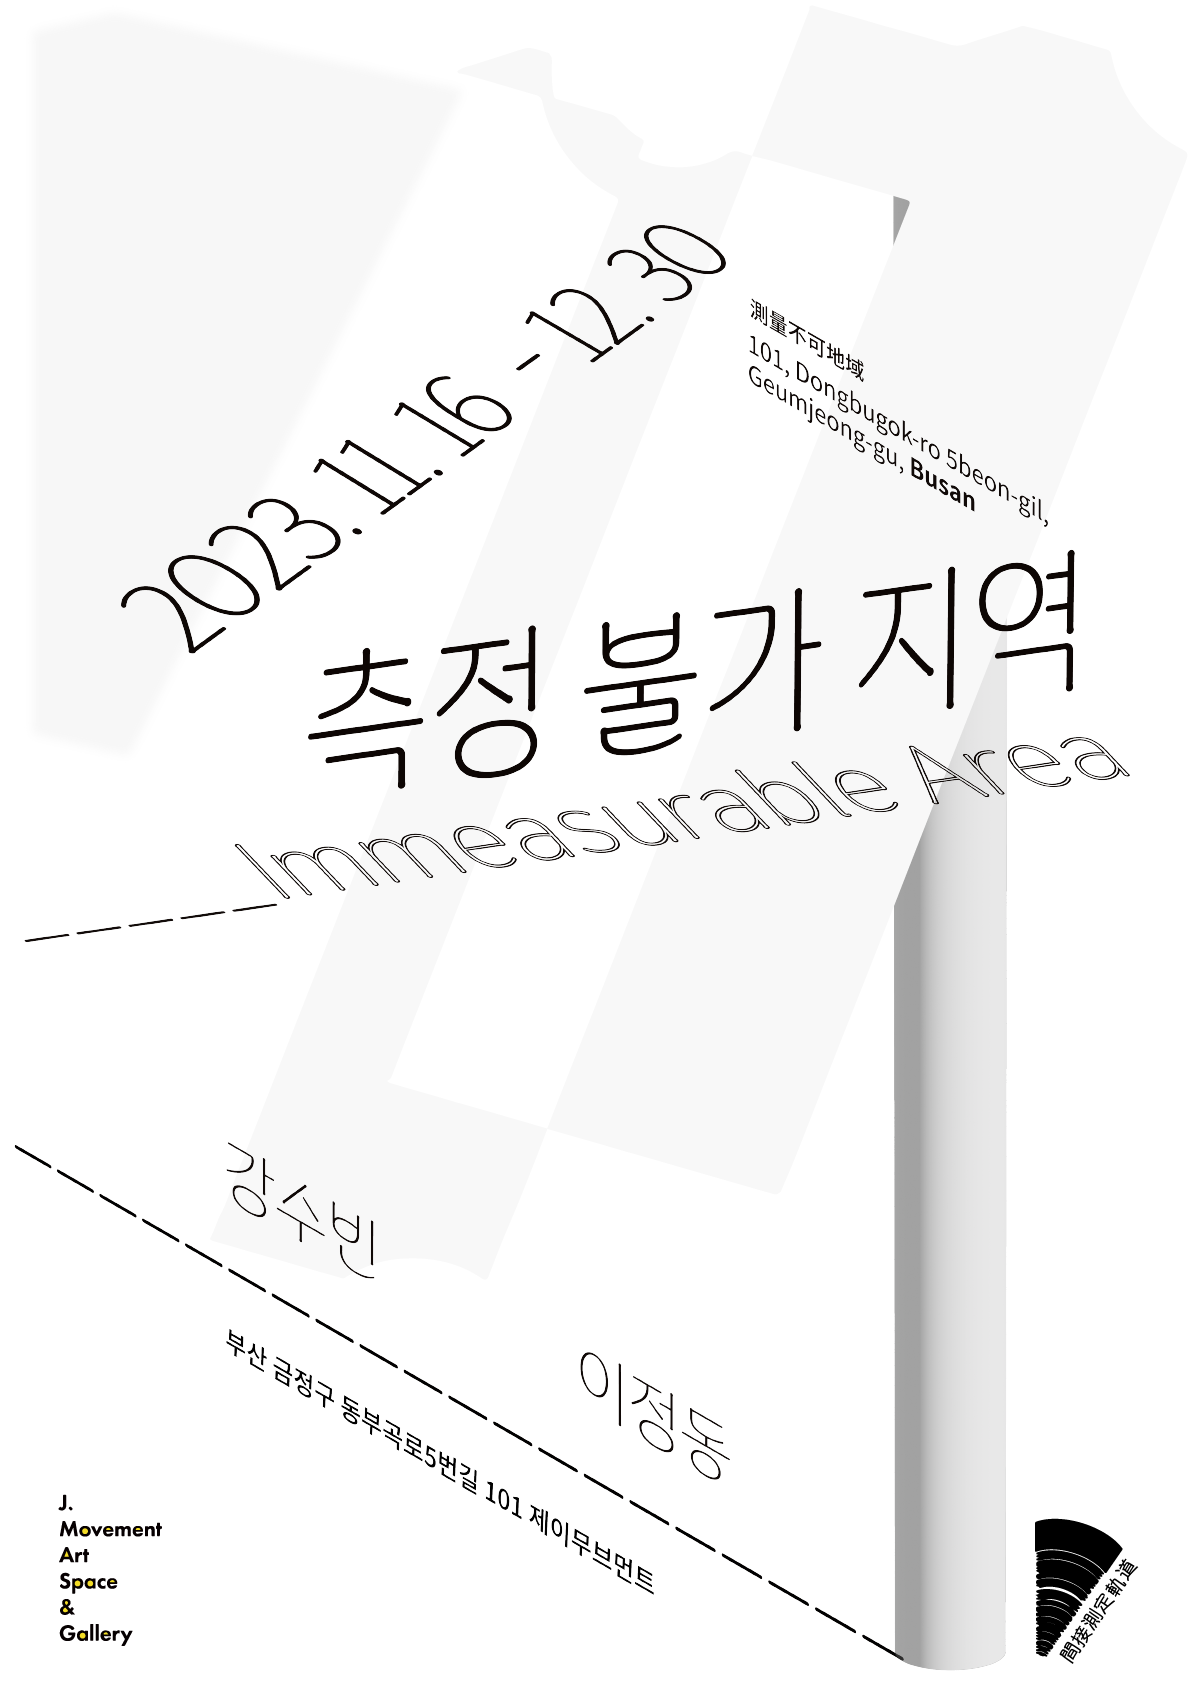 2023.11.16 - 12.30
測量不可地域
101, Dongbugok-ro 5beon-gil,
Geumjeong-gu, Busan
측정 불가 지역
Immeasurable Area
강수빈
이정동
부산 금정구 동부곡로5번길 101 제이무브먼트
J.
Movement
Art
Space
&
Gallery
間接測定軌道